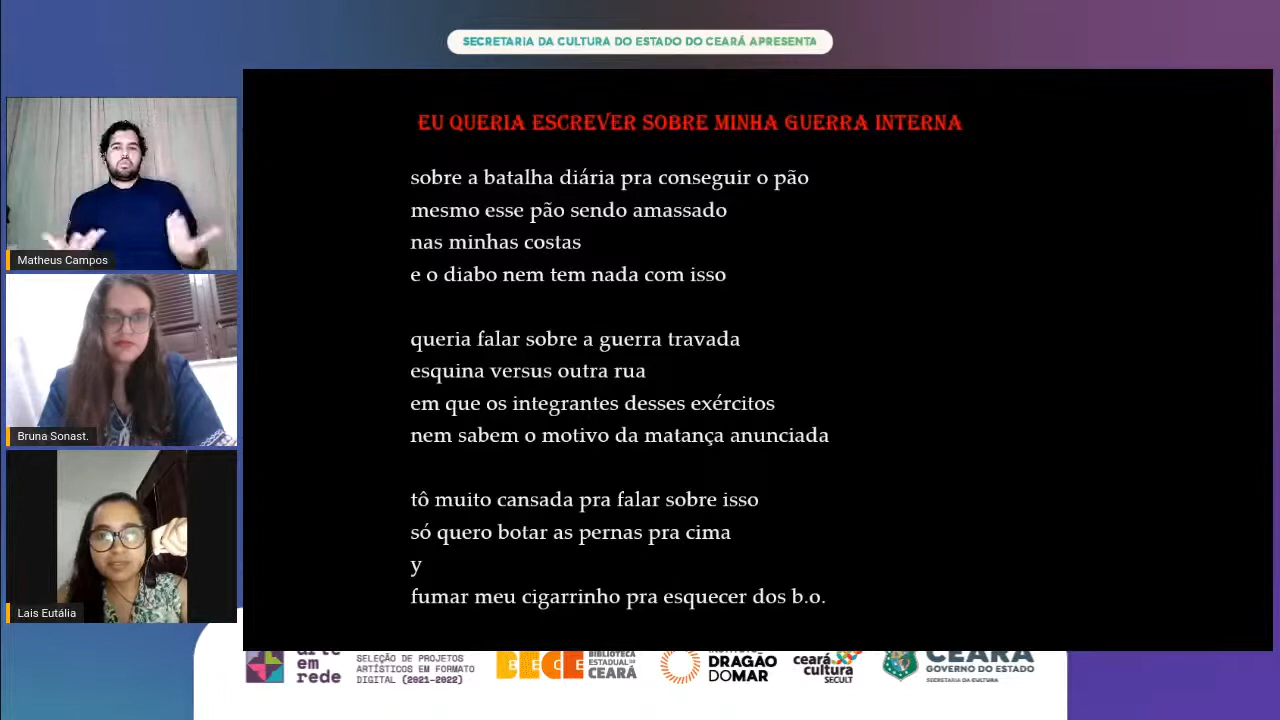 SECRETARIA DA CULTURA DO ESTADO DO CEARÁ APRESENTA
EU QUERIA ESCREVER SOBRE MINHA GUERRA INTERNA
sobre a batalha diária pra conseguir o pão
mesmo esse pão sendo amassado
nas minhas costas
e o diabo nem tem nada com isso
queria falar sobre a guerra travada
esquina versus outra rua
em que os integrantes desses exércitos
nem sabem o motivo da matança anunciada
tô muito cansada pra falar sobre isso
só quero botar as pernas pra cima
y
fumar meu cigarrinho pra esquecer dos b.o.
Matheus Campos
Bruna Sonast.
Lais Eutália
arte
em
rede
SELEÇÃO DE PROJETOS
ARTÍSTICOS EM FORMATO
DIGITAL (2021-2022)
BECE
BIBLIOTECA
ESTADUAL DO
CEARÁ
DRAGÃO
DO MAR
ceará
cultura
SECULT
CEARÁ
GOVERNO DO ESTADO
SECRETARIA DA CULTURA